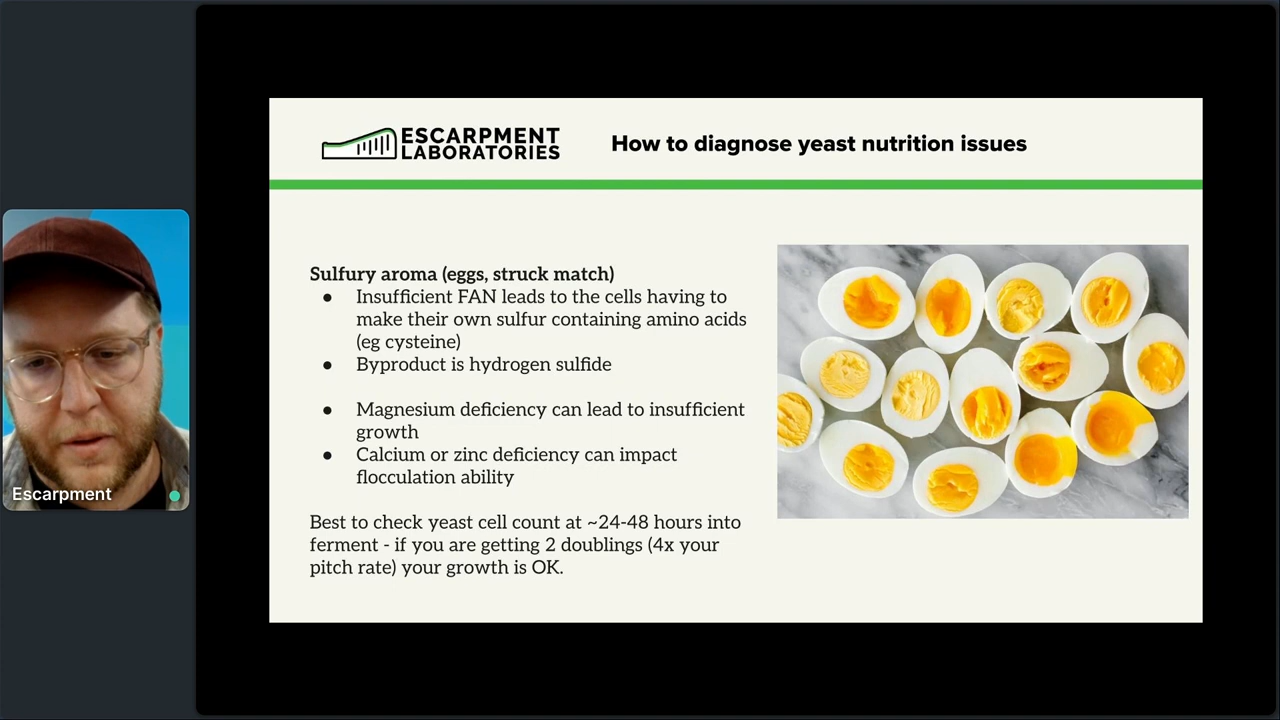 ESCARPMENT
LABORATORIES
How to diagnose yeast nutrition issues
Sulfury aroma (eggs, struck match)
● Insufficient FAN leads to the cells having to
make their own sulfur containing amino acids
(eg cysteine)
● Byproduct is hydrogen sulfide
● Magnesium deficiency can lead to insufficient
growth
● Calcium or zinc deficiency can impact
flocculation ability
Best to check yeast cell count at ~24-48 hours into
ferment - if you are getting 2 doublings (4x your
pitch rate) your growth is OK.
Escarpment